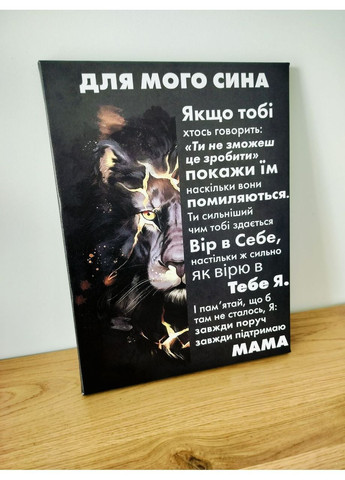 ДЛЯ МОГО СИНА
Якщо тобі
хтось говорить:
«Ти не зможеш
це зробити»
покажи їм
наскільки вони
помиляються.
Ти сильніший
чим тобі здається
Вір в Себе,
настільки ж сильно
як вірю в
Тебе Я.
І пам'ятай, що б
там не сталось, Я:
завжди поруч
завжди підтримаю
МАМА